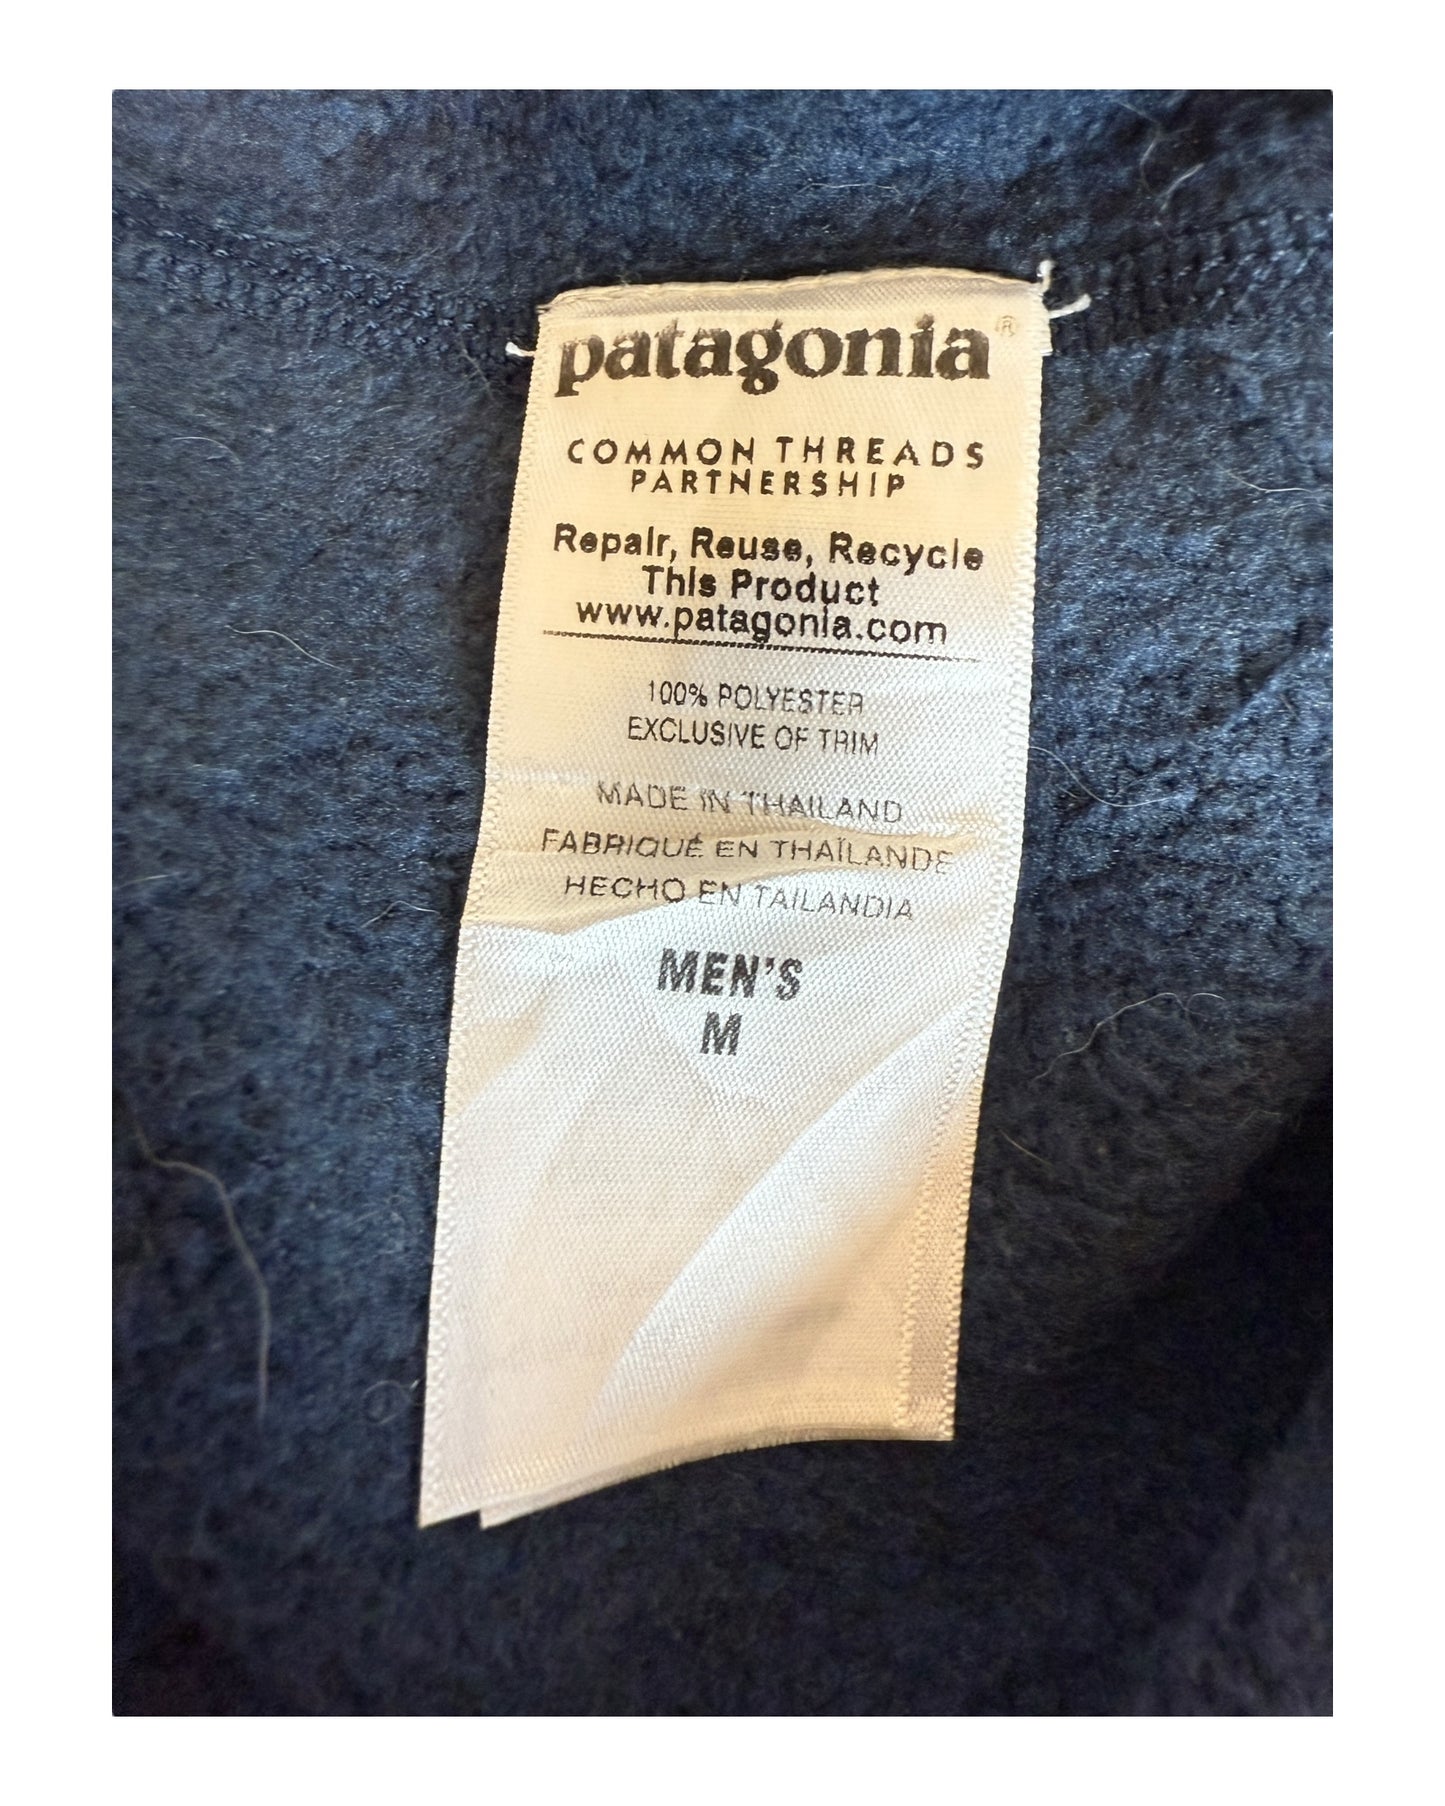 patagonia®
COMMON THREADS
PARTNERSHIP
Repair, Reuse, Recycle
This Product
www.patagonia.com
100% POLYESTER
EXCLUSIVE OF TRIM
MADE IN THAILAND
FABRIQUÉ EN THAÏLANDE
HECHO EN TAILANDIA
MEN'S
M